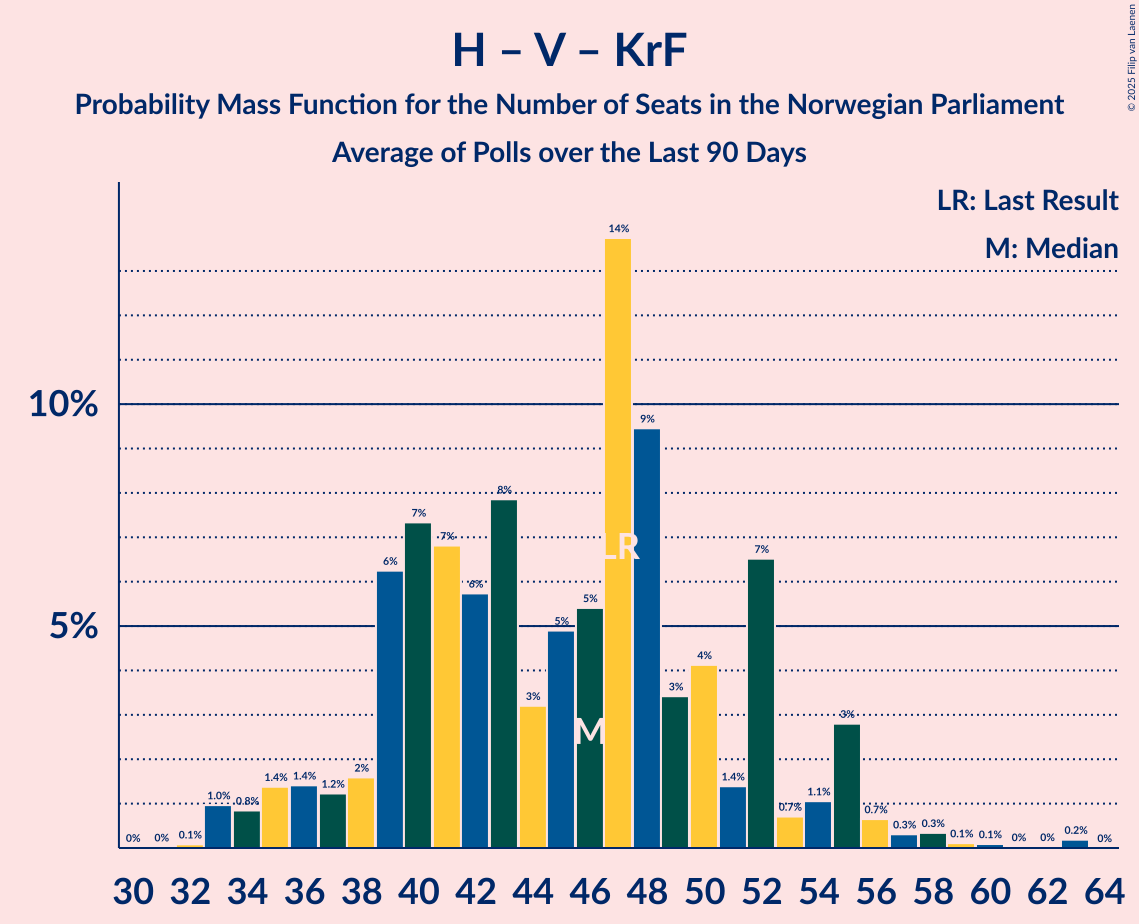 H – V – KrF
Probability Mass Function for the Number of Seats in the Norwegian Parliament
Average of Polls over the Last 90 Days
© 2025 Filip van Laenen
LR: Last Result
M: Median
10%
5%
0% 0% 0.1% 1.0% 0.8% 1.4% 1.4% 1.2% 2% 6% 7% 7% 6% 8% 3% 5% 5% 14% 9% 3% 4% 1.4% 7% 0.7% 1.1% 3% 0.7% 0.3% 0.3% 0.1% 0.1% 0% 0% 0.2% 0%
LR
M
30 32 34 36 38 40 42 44 46 48 50 52 54 56 58 60 62 64